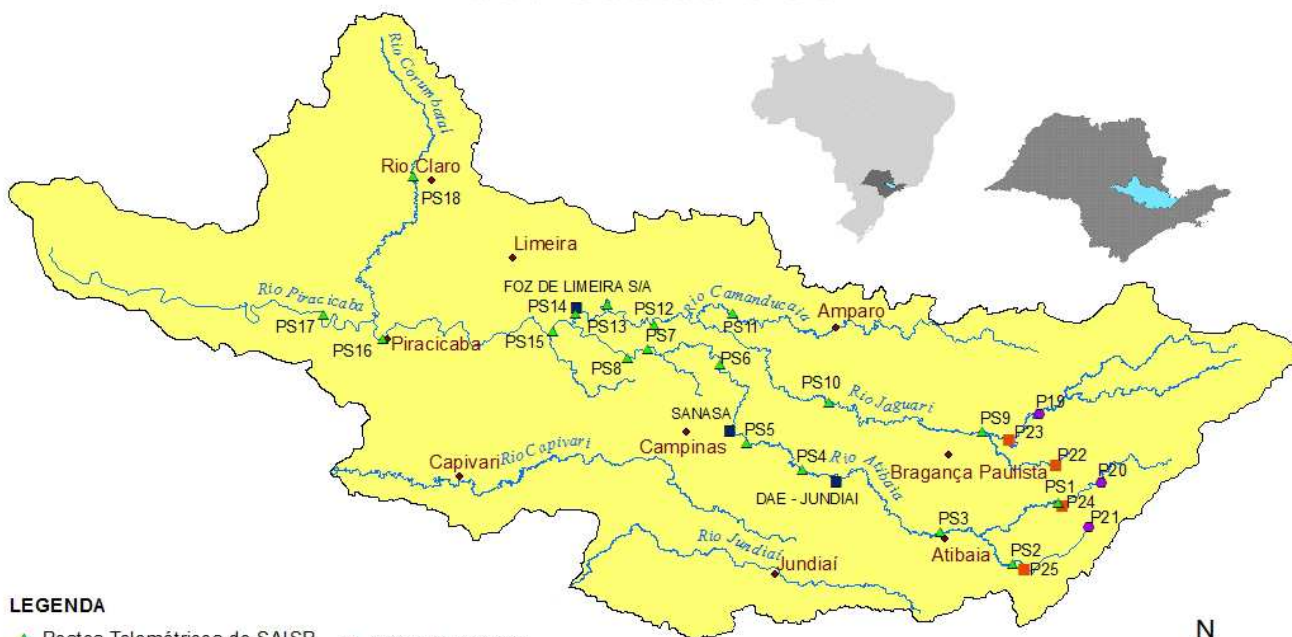 Rio Corumbataí
Rio Claro
PS18
Limeira
FOZ DE LIMEIRA S/A
Rio Piracicaba
PS17
PS16
Piracicaba
PS14
PS13
PS15
PS12
PS7
PS8
Rio Camanducaia
PS11
Amparo
PS6
PS10
Rio Jaguari
P19
PS9
P23
SANASA
Campinas
PS5
PS4
Rio Atibaia
DAE - JUNDIAI
Bragança Paulista
P22
P20
PS1
P24
P21
Capivari
Rio Capivari
PS3
Atibaia
PS2
P25
Rio Jundiaí
Jundiaí
LEGENDA
Postos Telemétricos do SAISP
N